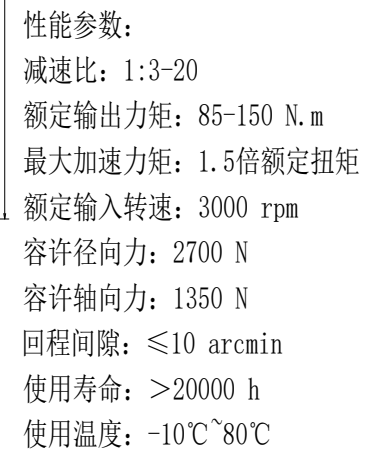 性能参数：
减速比：1:3-20
额定输出力矩：85-150 N.m
最大加速力矩：1.5倍额定扭矩
额定输入转速：3000 rpm
容许径向力：2700 N
容许轴向力：1350 N
回程间隙：≤10 arcmin
使用寿命：＞20000 h
使用温度：-10℃~80℃